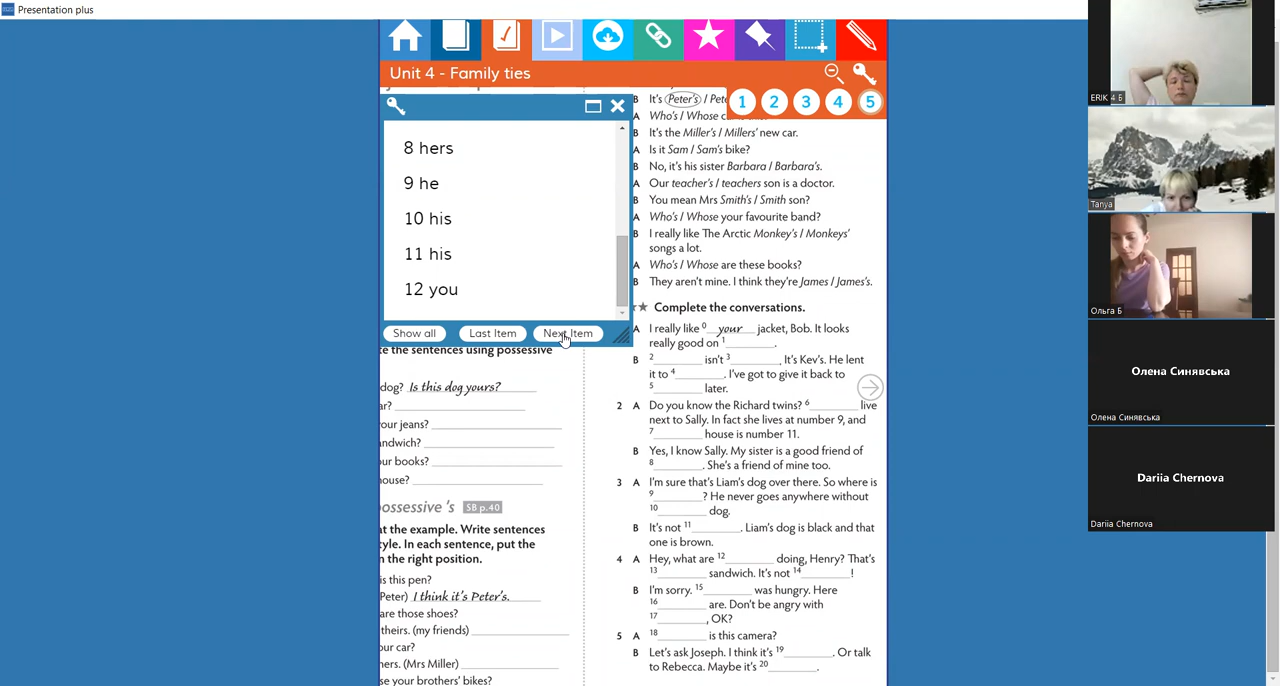 Presentation plus
Unit 4 - Family ties
1 2 3 4 5
8 hers
9 he
10 his
11 his
12 you
Show all
Last Item
Next Item
te the sentences using possessive
dog? Is this dog yours?
ar?
our jeans?
andwich?
ur books?
nouse?
ossessive 's SB p.40
at the example. Write sentences
tyle. In each sentence, put the
n the right position.
is this pen?
Peter) I think it's Peter's.
are those shoes?
theirs. (my friends)
our car?
ners. (Mrs Miller)
se your brothers' bikes?
B It's Peter's / Pet
A Who's / Whose c
B It's the Miller's / Millers' new car.
A Is it Sam / Sam's bike?
B No, it's his sister Barbara / Barbara's.
A Our teacher's / teachers son is a doctor.
B You mean Mrs Smith's / Smith son?
A Who's / Whose your favourite band?
B I really like The Arctic Monkey's / Monkeys'
songs a lot.
A Who's / Whose are these books?
B They aren't mine. I think they're James / James's.
★★ Complete the conversations.
A I really like 0 your jacket, Bob. It looks
really good on 1 .
B 2 isn't 3 . It's Kev's. He lent
it to 4 . I've got to give it back to
5 later.
2 A Do you know the Richard twins? 6 live
next to Sally. In fact she lives at number 9, and
7 house is number 11.
B Yes, I know Sally. My sister is a good friend of
8 . She's a friend of mine too.
3 A I'm sure that's Liam's dog over there. So where is
9 ? He never goes anywhere without
10 dog.
B It's not 11 . Liam's dog is black and that
one is brown.
4 A Hey, what are 12 doing, Henry? That's
13 sandwich. It's not 14 !
B I'm sorry. 15 was hungry. Here
16 are. Don't be angry with
17 , OK?
5 A 18 is this camera?
B Let's ask Joseph. I think it's 19 . Or talk
to Rebecca. Maybe it's 20 .
ERIK 4 Б
Tanya
Ольга Б
Олена Синявська
Олена Синявська
Dariia Chernova
Dariia Chernova